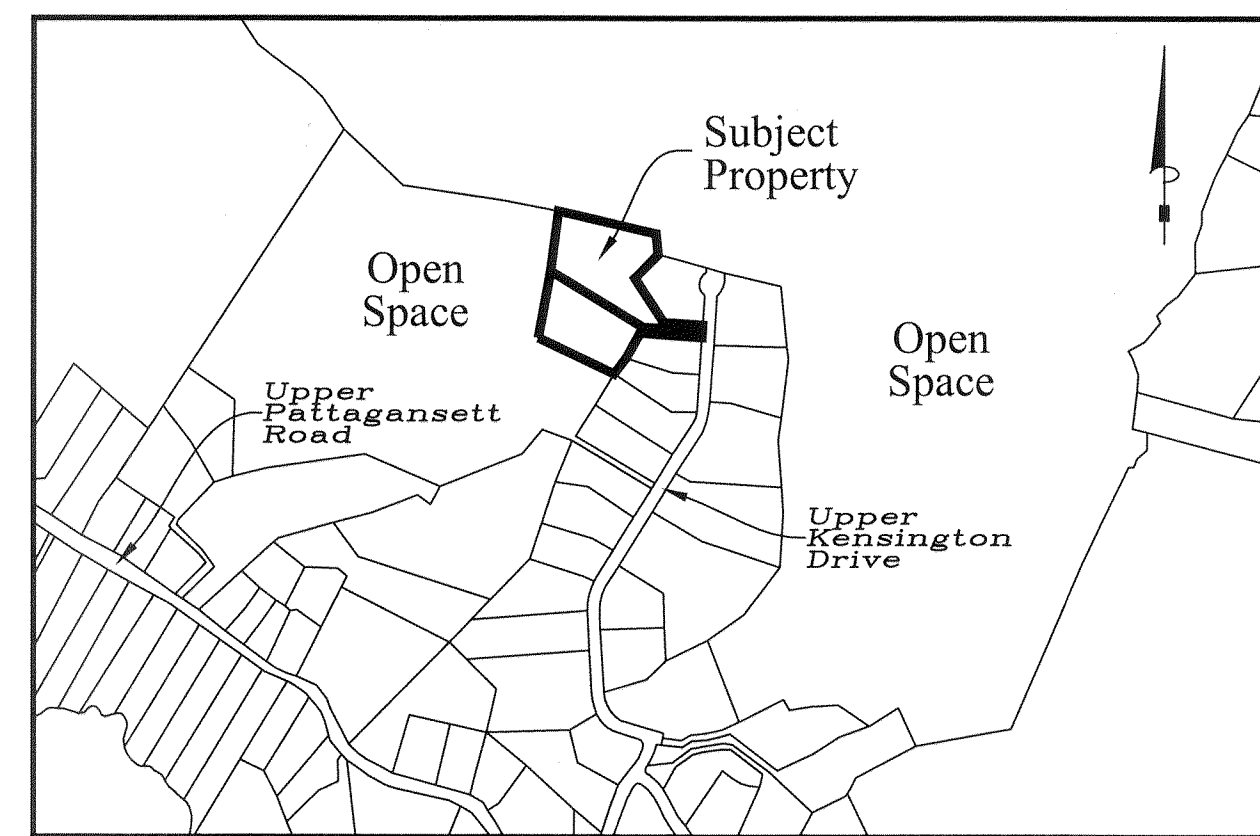 Subject
Property
Open
Space
Open
Space
Upper
Pattagansett
Road
Upper
Kensington
Drive